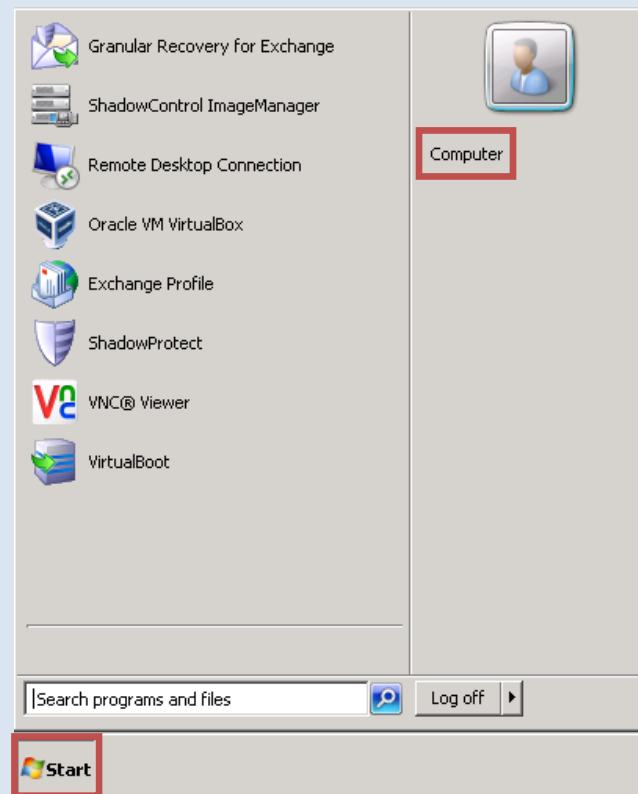 Granular Recovery for Exchange
ShadowControl ImageManager
Remote Desktop Connection
Oracle VM VirtualBox
Exchange Profile
ShadowProtect
VNC® Viewer
VirtualBoot
Computer
Search programs and files
Log off
Start